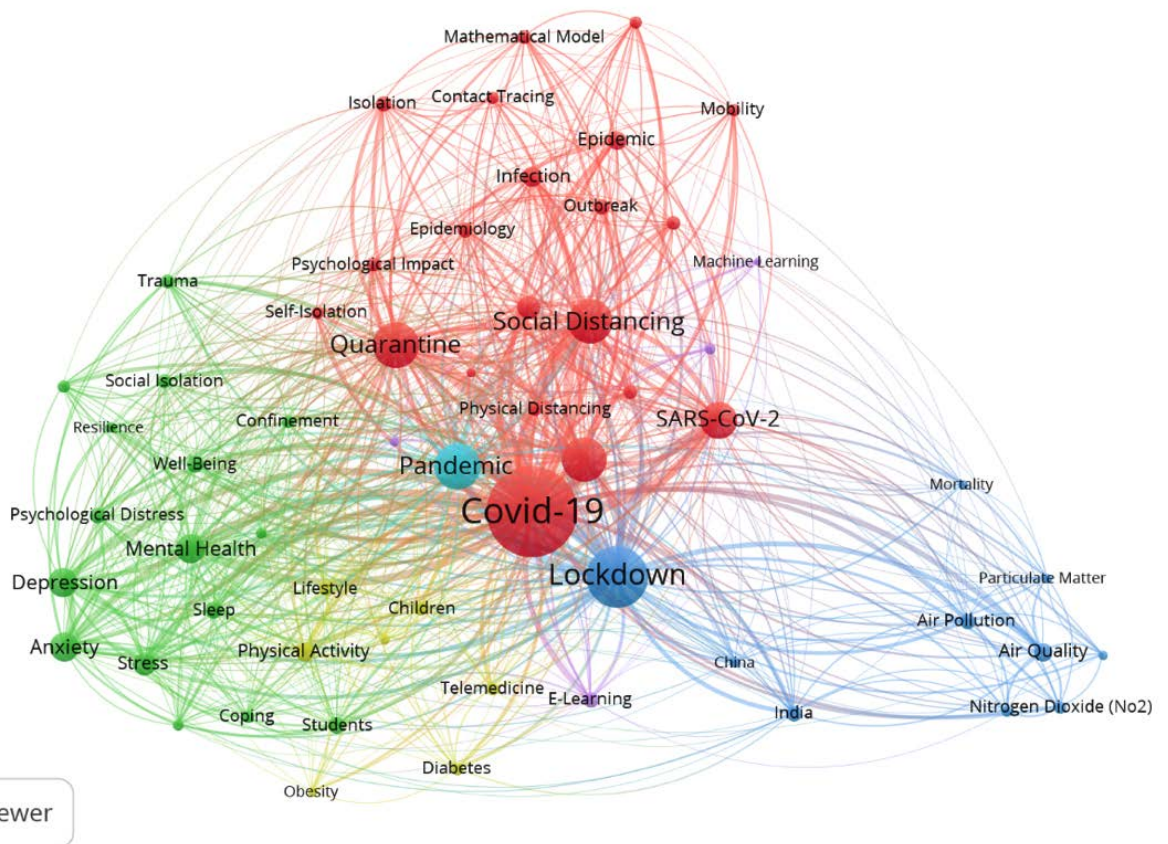 Mathematical Model
Contact Tracing
Isolation
Mobility
Epidemic
Infection
Outbreak
Epidemiology
Psychological Impact
Machine Learning
Trauma
Self-Isolation
Social Distancing
Quarantine
Social Isolation
Physical Distancing
Confinement
SARS-CoV-2
Resilience
Well-Being
Pandemic
Mortality
Covid-19
Psychological Distress
Mental Health
Lockdown
Particulate Matter
Depression
Lifestyle
Children
Sleep
Air Pollution
Anxiety
Physical Activity
Air Quality
Stress
China
Telemedicine
E-Learning
Nitrogen Dioxide (No2)
India
Coping
Students
Diabetes
Obesity
ewer